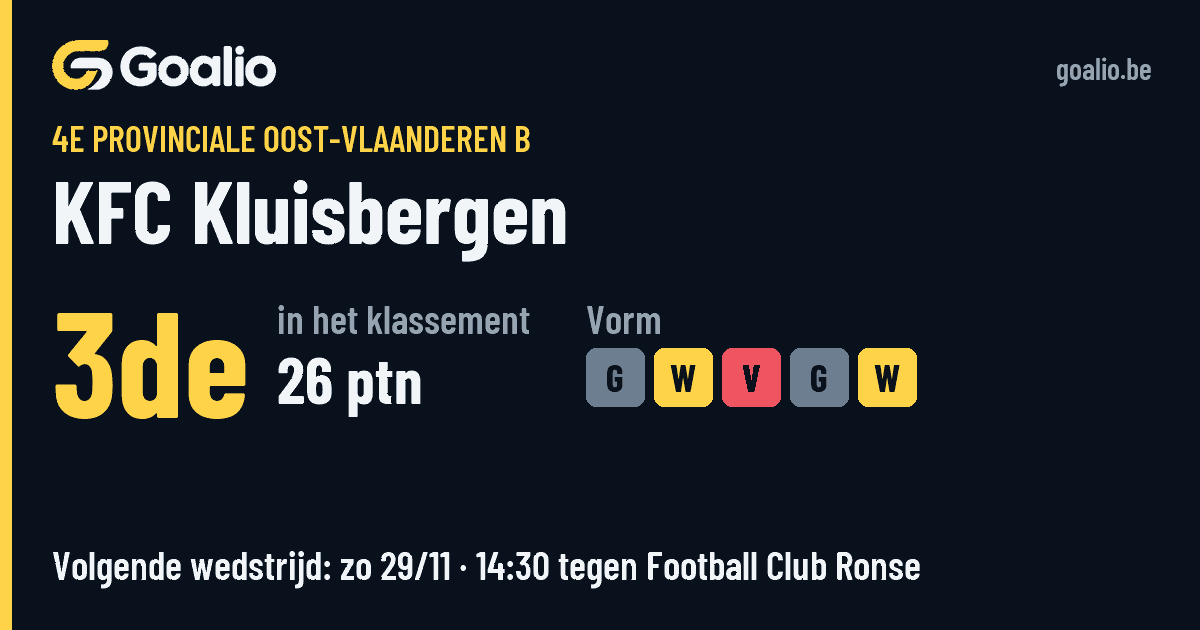 Goalio
goalio.be
4E PROVINCIALE OOST-VLAANDEREN B
KFC Kluisbergen
3de
in het klassement
26 ptn
Vorm
G W V G W
Volgende wedstrijd: zo 29/11 · 14:30 tegen Football Club Ronse